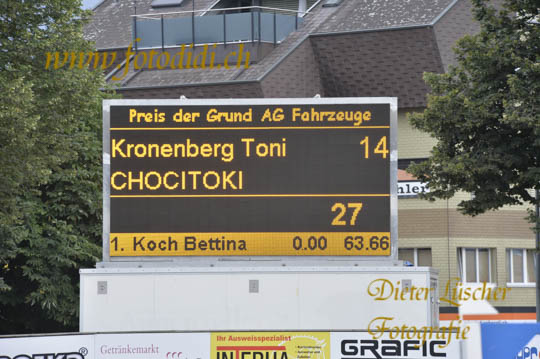 www.fotodidi.ch
Preis der Grund AG Fahrzeuge
Kronenberg Toni 14
CHOCITOKI
27
1. Koch Bettina 0.00 63.66
Dieter Lüscher
Fotografie
Getränkemarkt
Ihr Ausweisspezialist
GRAFIC